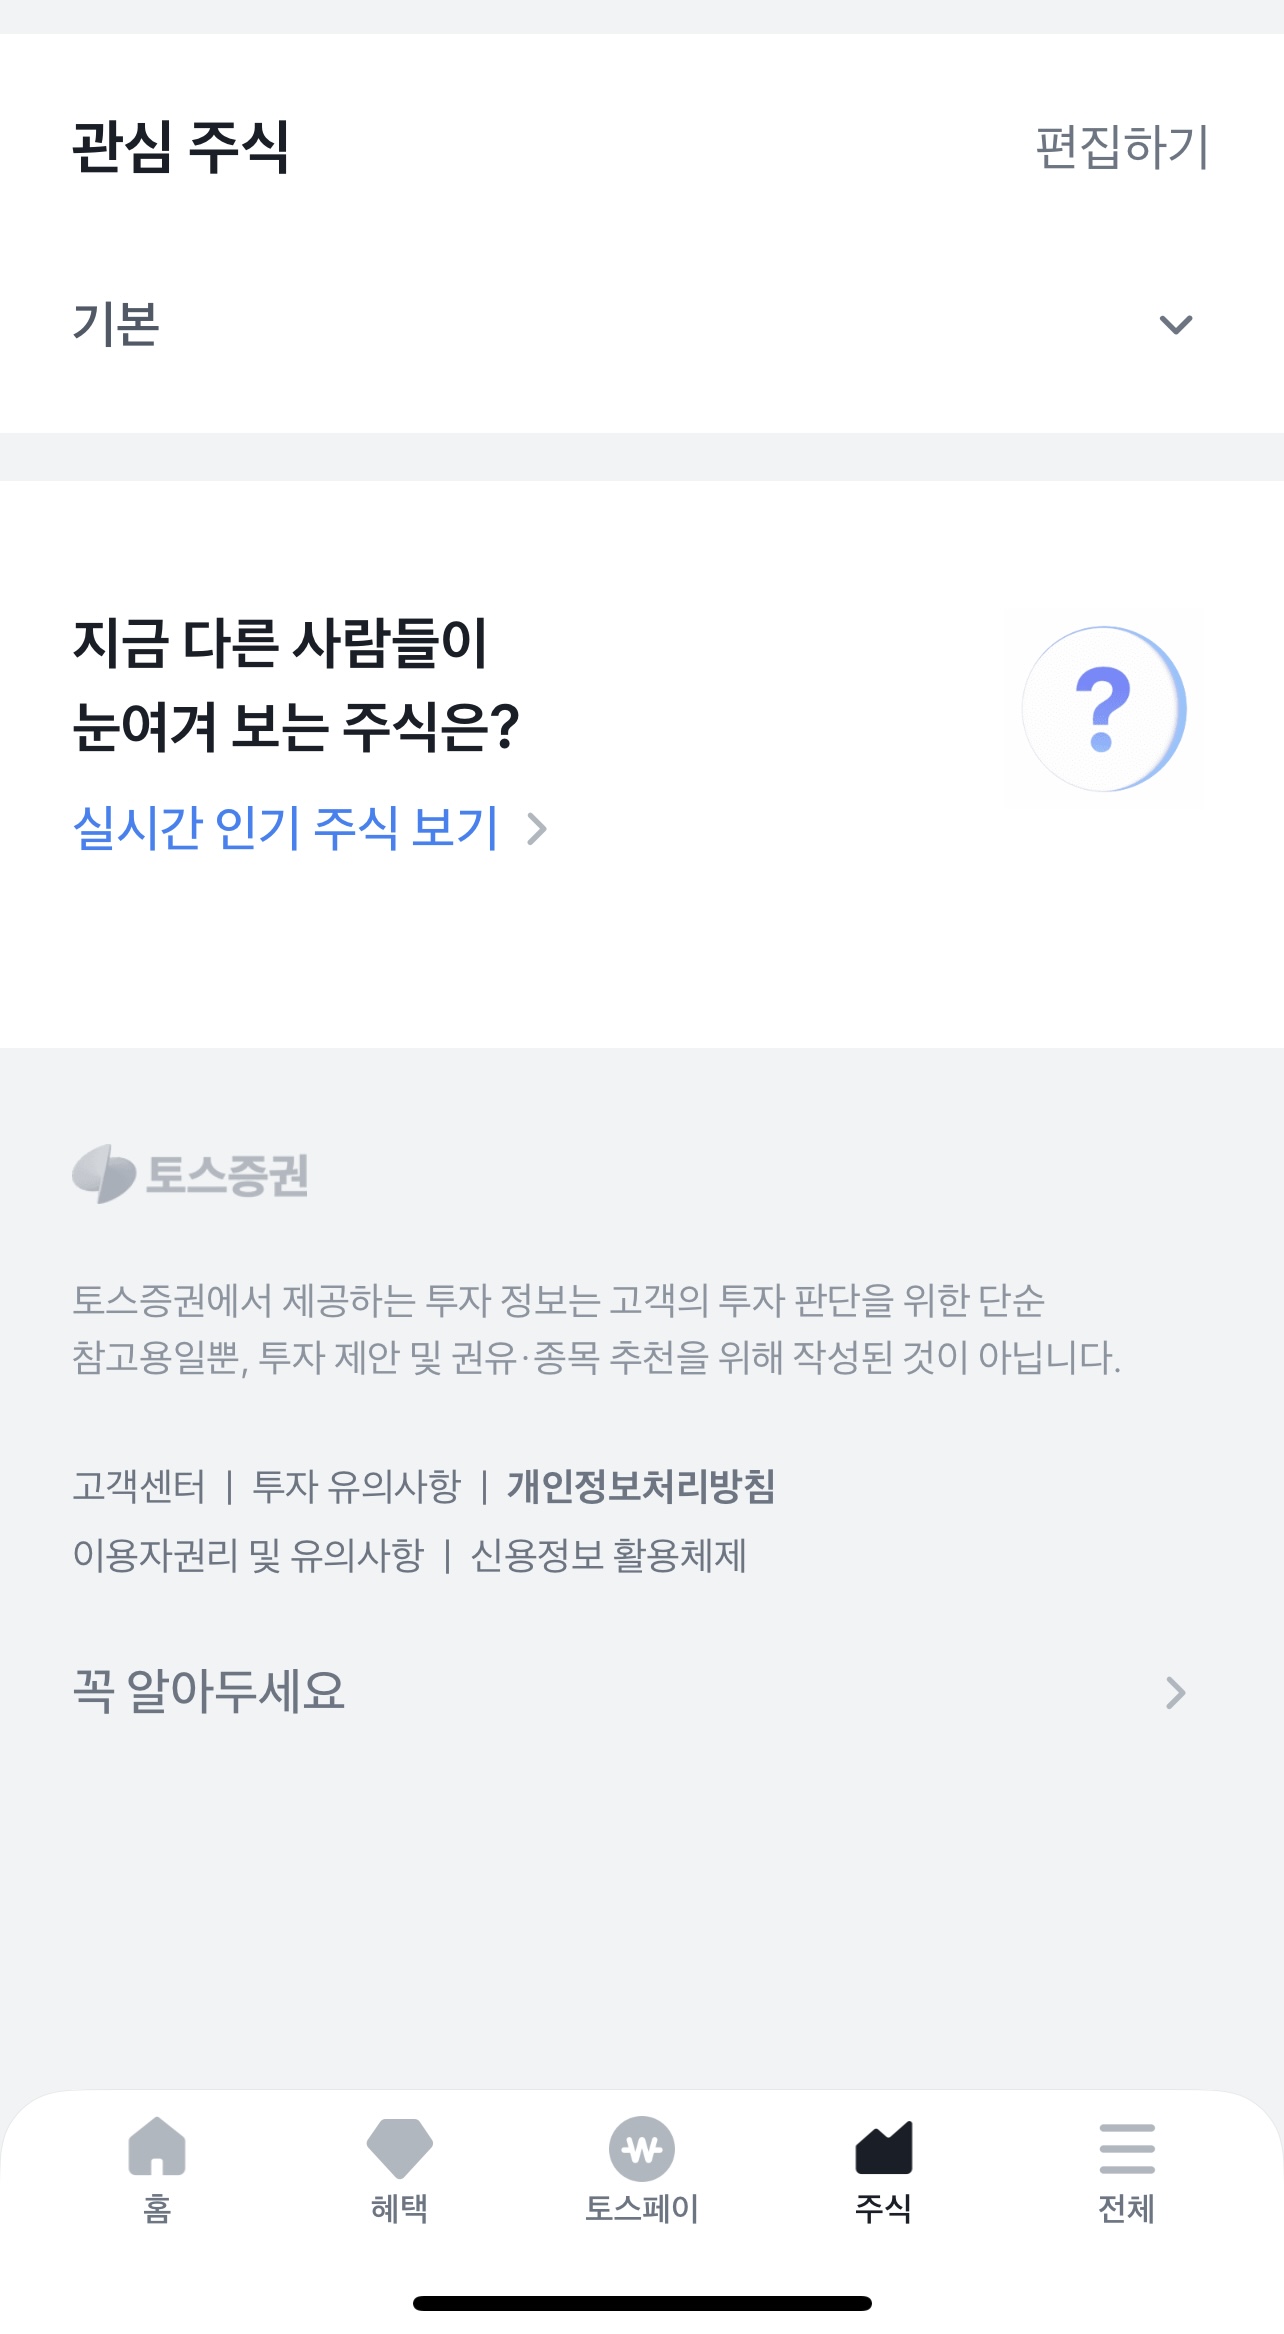 관심 주식
편집하기
기본
지금 다른 사람들이
눈여겨 보는 주식은?
실시간 인기 주식 보기
?
토스증권
토스증권에서 제공하는 투자 정보는 고객의 투자 판단을 위한 단순
참고용일뿐, 투자 제안 및 권유·종목 추천을 위해 작성된 것이 아닙니다.
고객센터 | 투자 유의사항 | 개인정보처리방침
이용자권리 및 유의사항 | 신용정보 활용체제
꼭 알아두세요
홈
혜택
토스페이
주식
전체